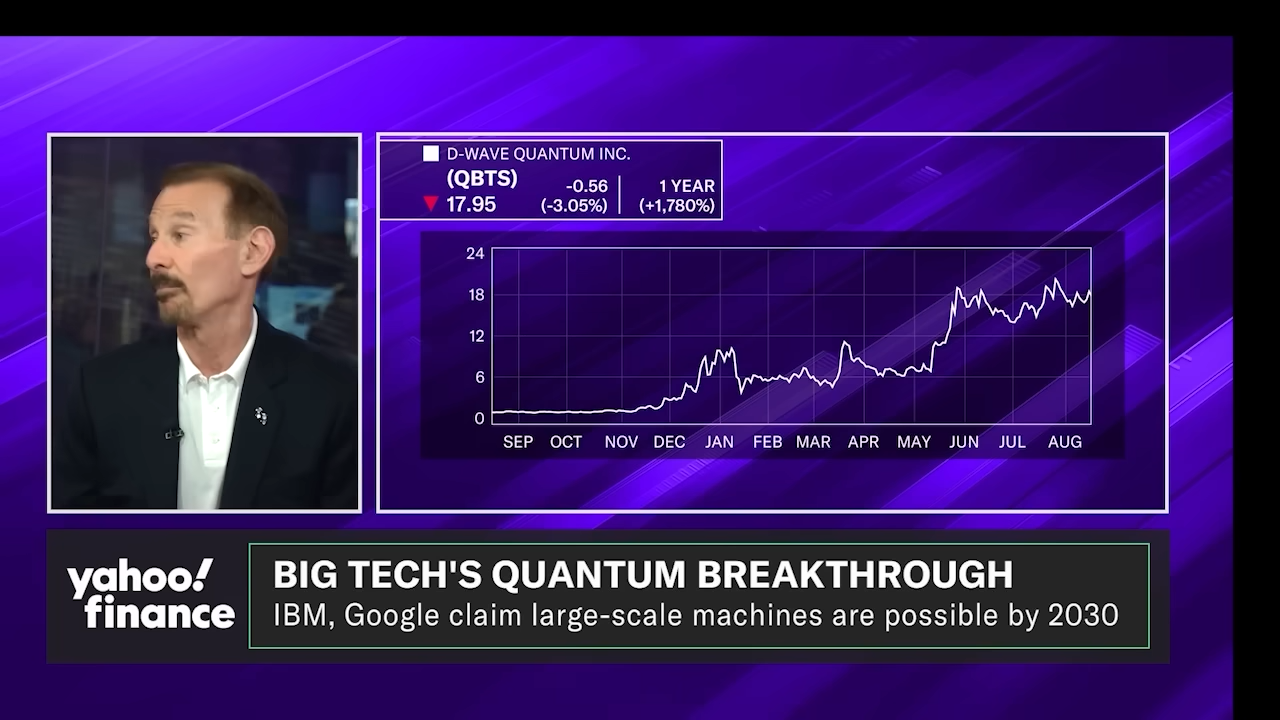 D-WAVE QUANTUM INC.
(QBTS)
-0.56
1 YEAR
17.95
(-3.05%)
(+1,780%)
24
18
12
6
0
SEP OCT NOV DEC JAN FEB MAR APR MAY JUN JUL AUG
yahoo!
finance
BIG TECH'S QUANTUM BREAKTHROUGH
IBM, Google claim large-scale machines are possible by 2030